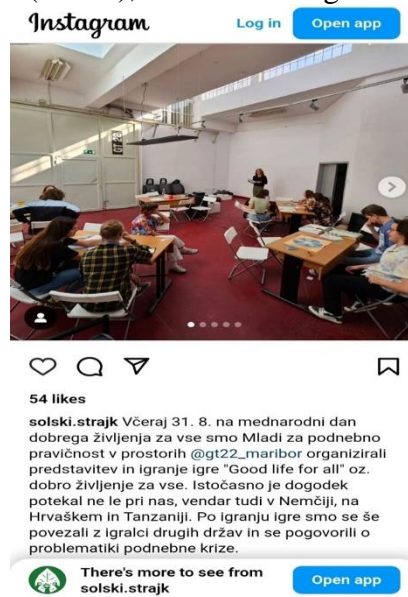 Instagram
Log in
Open app
54 likes
solski.strajk Včeraj 31. 8. na mednarodni dan
dobrega življenja za vse smo Mladi za podnebno
pravičnost v prostorih @gt22_maribor organizirali
predstavitev in igranje igre "Good life for all" oz.
dobro življenje za vse. Istočasno je dogodek
potekal ne le pri nas, vendar tudi v Nemčiji, na
Hrvaškem in Tanzaniji. Po igranju igre smo se še
povezali z igralci drugih držav in se pogovorili o
problematiki podnebne krize.
There's more to see from
solski.strajk
Open app